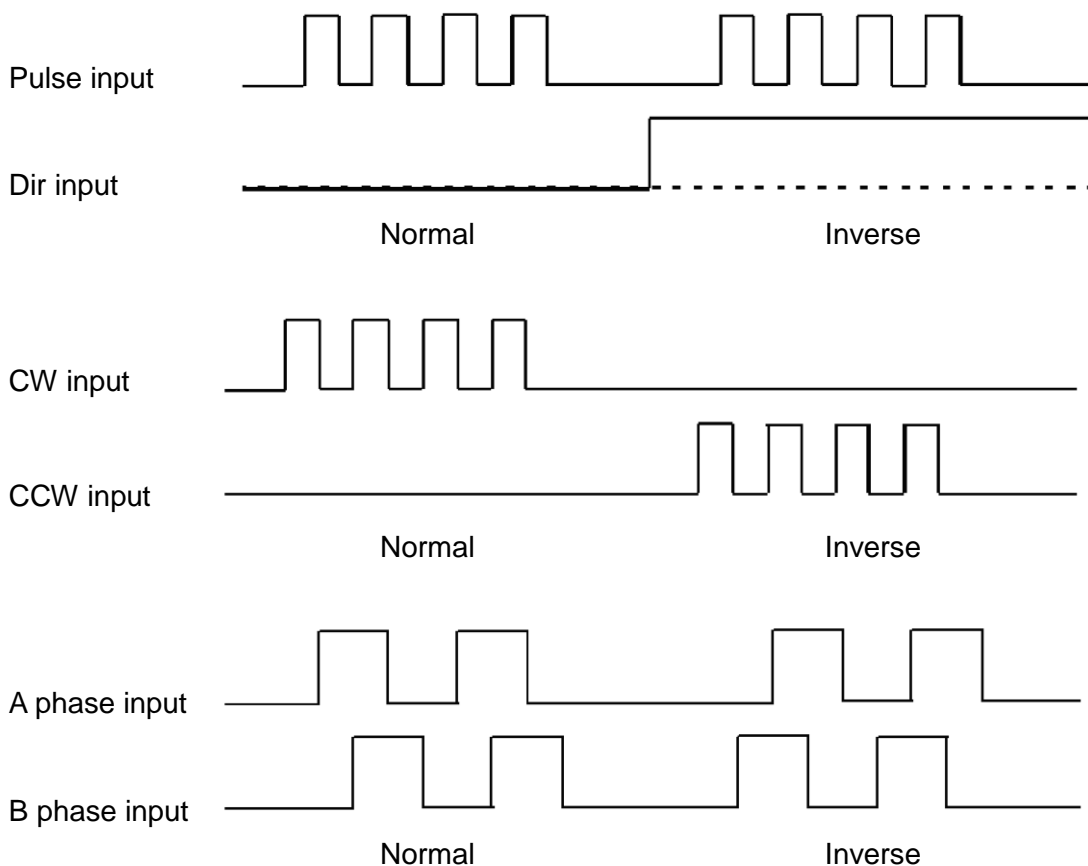 Pulse input
Dir input
Normal Inverse
CW input
CCW input
Normal Inverse
A phase input
B phase input
Normal Inverse